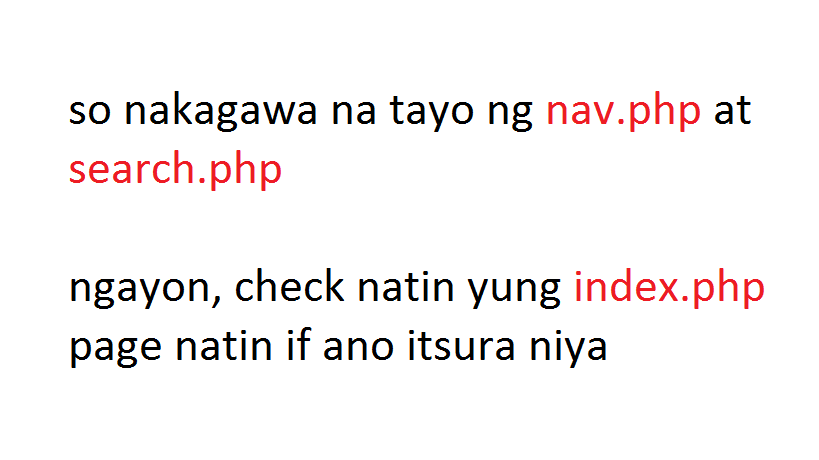 so nakagawa na tayo ng nav.php at
search.php
ngayon, check natin yung index.php
page natin if ano itsura niya